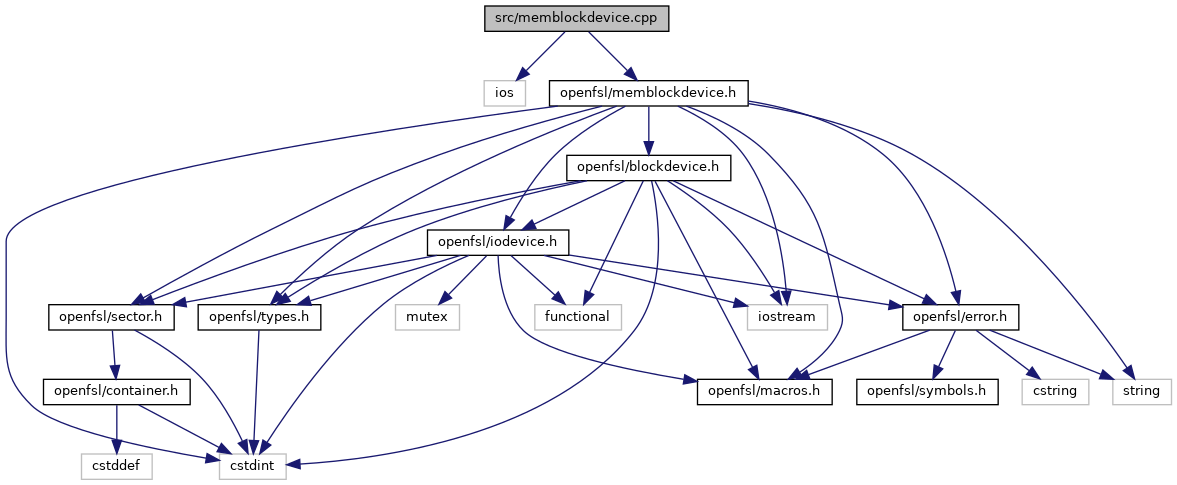 src/memblockdevice.cpp
ios
openfsl/memblockdevice.h
openfsl/blockdevice.h
openfsl/iodevice.h
openfsl/sector.h
openfsl/types.h
mutex
functional
iostream
openfsl/error.h
openfsl/container.h
openfsl/macros.h
openfsl/symbols.h
cstring
string
cstddef
cstdint